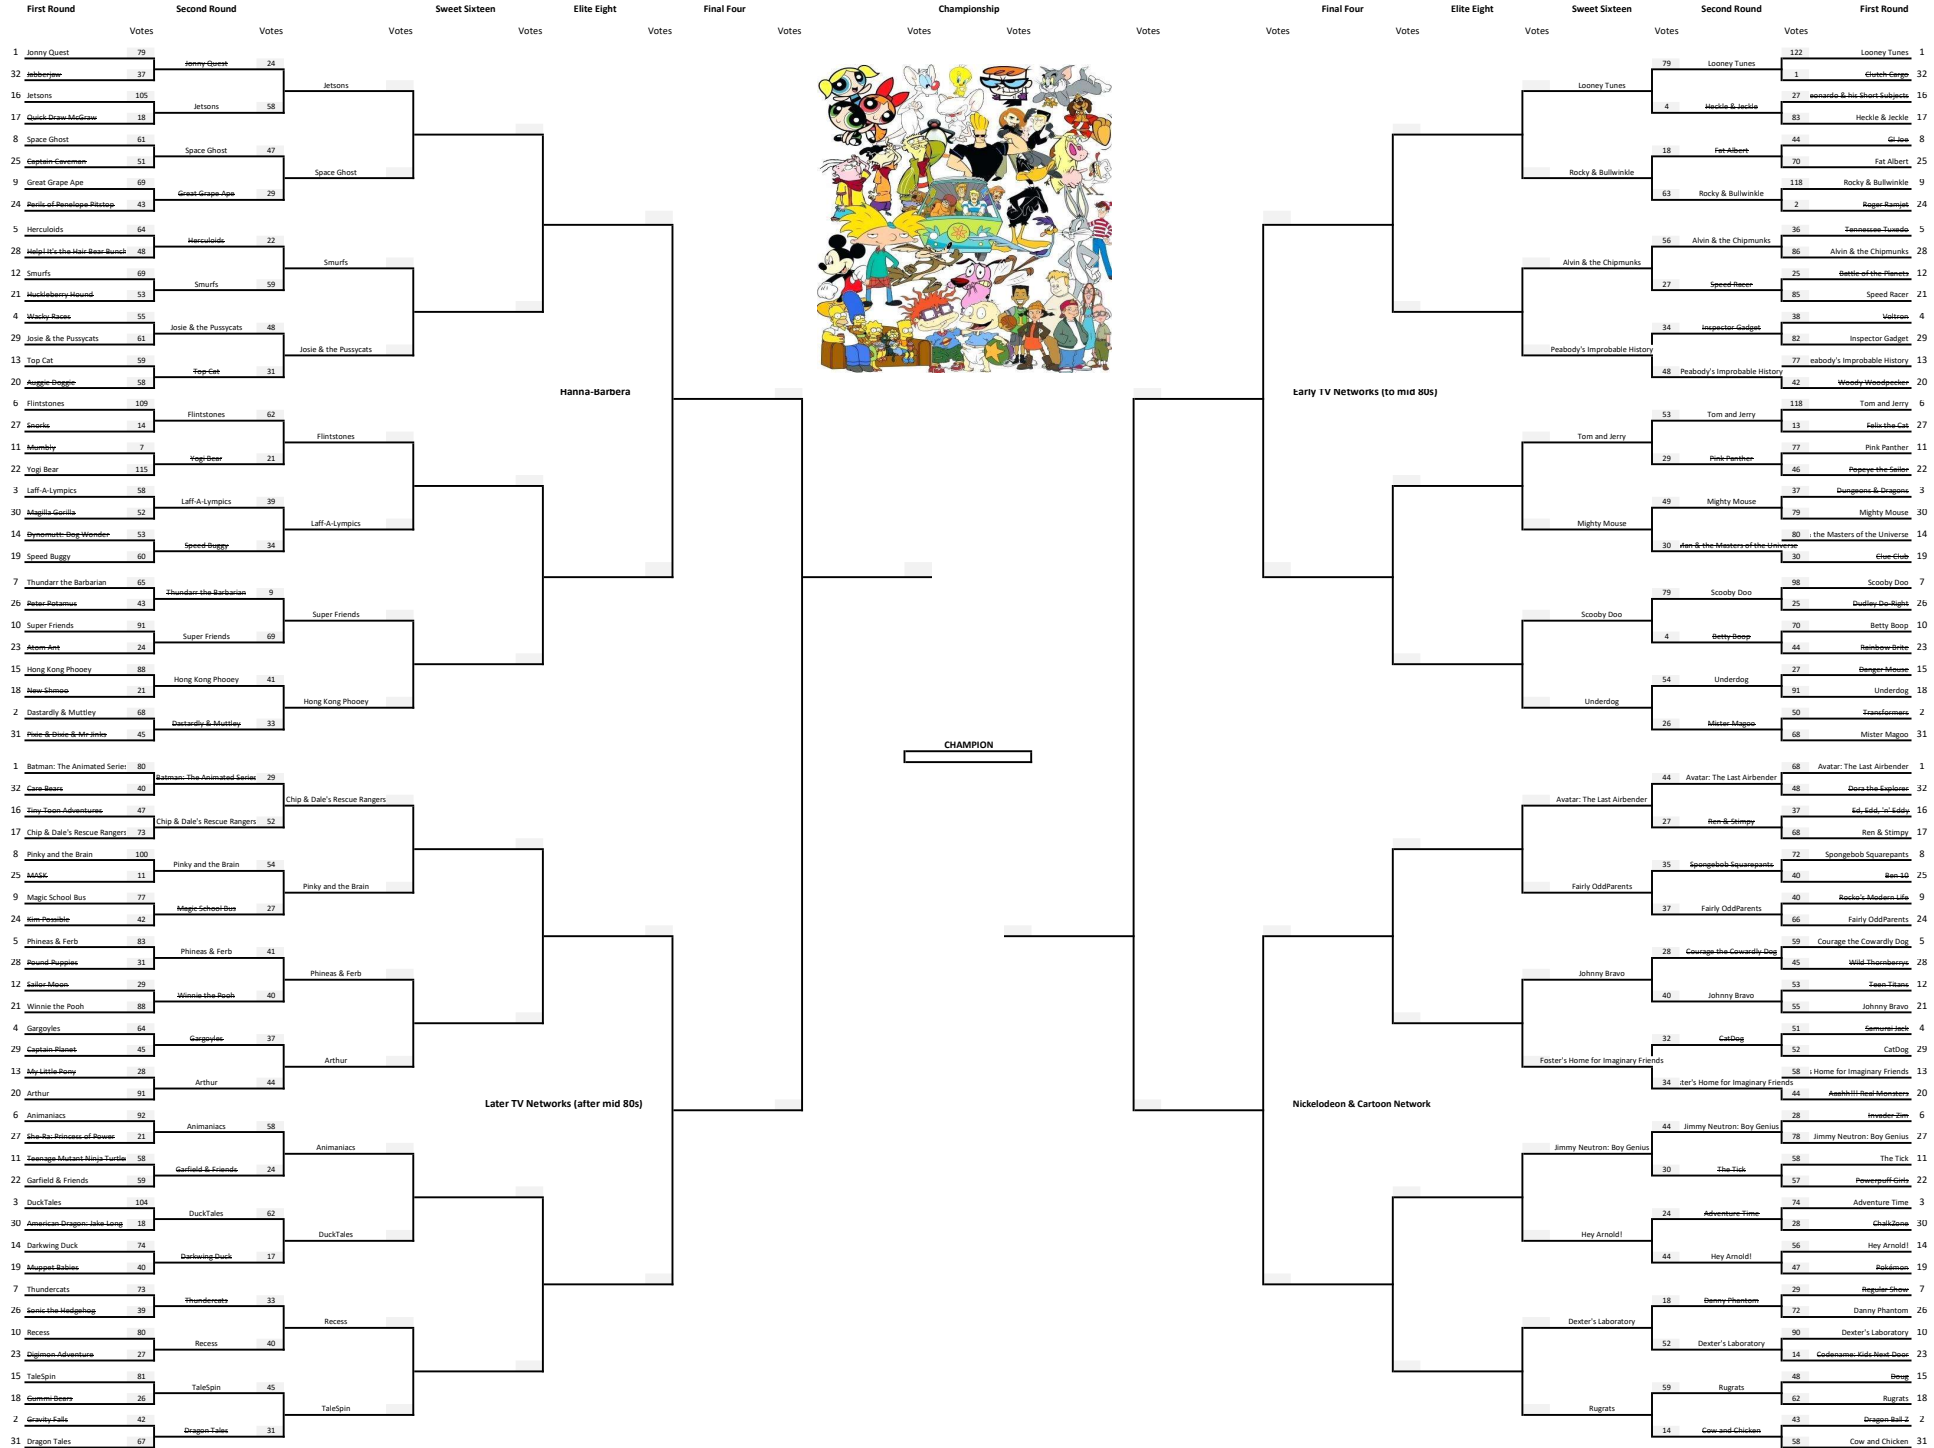 First Round Second Round Sweet Sixteen Elite Eight Final Four Championship Final Four Elite Eight Sweet Sixteen Second Round First Round
Votes Votes Votes Votes Votes Votes Votes Votes Votes Votes Votes Votes Votes Votes
1 Jonny Quest 79
32 Jabberjaw 37
16 Jetsons 105
17 Quick Draw McGraw 18
8 Space Ghost 61
25 Captain Caveman 51
9 Great Grape Ape 69
24 Perils of Penelope Pitstop 43
5 Herculoids 64
28 Help! It's the Hair Bear Bunch 48
12 Smurfs 69
21 Huckleberry Hound 53
4 Wacky Races 55
29 Josie & the Pussycats 61
13 Top Cat 59
20 Auggie Doggie 58
6 Flintstones 109
27 Snorks 14
11 Mumbly 7
22 Yogi Bear 115
3 Laff-A-Lympics 58
30 Magilla Gorilla 52
14 Dynomutt: Dog Wonder 53
19 Speed Buggy 60
7 Thundarr the Barbarian 65
26 Peter Potamus 43
10 Super Friends 91
23 Atom Ant 24
15 Hong Kong Phooey 88
18 New Shmoo 21
2 Dastardly & Muttley 68
31 Pixie & Dixie & Mr Jinks 45
Jonny Quest 24
Jetsons 58
Space Ghost 47
Great Grape Ape 29
Herculoids 22
Smurfs 59
Josie & the Pussycats 48
Top Cat 31
Flintstones 62
Yogi Bear 21
Laff-A-Lympics 39
Speed Buggy 34
Thundarr the Barbarian 9
Super Friends 69
Hong Kong Phooey 41
Dastardly & Muttley 33
Jetsons
Space Ghost
Smurfs
Josie & the Pussycats
Flintstones
Laff-A-Lympics
Super Friends
Hong Kong Phooey
Hanna-Barbera
1 Batman: The Animated Series 80
32 Care Bears 40
16 Tiny Toon Adventures 47
17 Chip & Dale's Rescue Rangers 73
8 Pinky and the Brain 100
25 MASK 11
9 Magic School Bus 77
24 Kim Possible 42
5 Phineas & Ferb 83
28 Pound Puppies 31
12 Sailor Moon 29
21 Winnie the Pooh 88
4 Gargoyles 64
29 Captain Planet 45
13 My Little Pony 28
20 Arthur 91
6 Animaniacs 92
27 She-Ra: Princess of Power 21
11 Teenage Mutant Ninja Turtle 58
22 Garfield & Friends 59
3 DuckTales 104
30 American Dragon: Jake Long 18
14 Darkwing Duck 74
19 Muppet Babies 40
7 Thundercats 73
26 Sonic the Hedgehog 39
10 Recess 80
23 Digimon Adventure 27
15 TaleSpin 81
18 Gummi Bears 26
2 Gravity Falls 42
31 Dragon Tales 67
Batman: The Animated Series 29
Chip & Dale's Rescue Rangers 52
Pinky and the Brain 54
Magic School Bus 27
Phineas & Ferb 41
Winnie the Pooh 40
Gargoyles 37
Arthur 44
Animaniacs 58
Garfield & Friends 24
DuckTales 62
Darkwing Duck 17
Thundercats 33
Recess 40
TaleSpin 45
Dragon Tales 31
Chip & Dale's Rescue Rangers
Pinky and the Brain
Phineas & Ferb
Arthur
Animaniacs
DuckTales
Recess
TaleSpin
Later TV Networks (after mid 80s)
CHAMPION
Early TV Networks (to mid 80s)
Looney Tunes
Rocky & Bullwinkle
Alvin & the Chipmunks
Peabody's Improbable History
Tom and Jerry
Mighty Mouse
Scooby Doo
Underdog
79 Looney Tunes
4 Heckle & Jeckle
18 Fat Albert
63 Rocky & Bullwinkle
56 Alvin & the Chipmunks
27 Speed Racer
34 Inspector Gadget
48 Peabody's Improbable History
53 Tom and Jerry
29 Pink Panther
49 Mighty Mouse
30 Man & the Masters of the Universe
79 Scooby Doo
4 Betty Boop
54 Underdog
26 Mister Magoo
122 Looney Tunes 1
1 Clutch Cargo 32
27 eonardo & his Short Subjects 16
83 Heckle & Jeckle 17
44 GI Joe 8
70 Fat Albert 25
118 Rocky & Bullwinkle 9
2 Roger Ramjet 24
36 Tennessee Tuxedo 5
86 Alvin & the Chipmunks 28
25 Battle of the Planets 12
85 Speed Racer 21
38 Voltron 4
82 Inspector Gadget 29
77 eabody's Improbable History 13
42 Woody Woodpecker 20
118 Tom and Jerry 6
13 Felix the Cat 27
77 Pink Panther 11
46 Popeye the Sailor 22
37 Dungeons & Dragons 3
79 Mighty Mouse 30
80 the Masters of the Universe 14
30 Clue Club 19
98 Scooby Doo 7
25 Dudley Do-Right 26
70 Betty Boop 10
44 Rainbow Brite 23
27 Danger Mouse 15
91 Underdog 18
50 Transformers 2
68 Mister Magoo 31
Nickelodeon & Cartoon Network
Avatar: The Last Airbender
Fairly OddParents
Johnny Bravo
Foster's Home for Imaginary Friends
Jimmy Neutron: Boy Genius
Hey Arnold!
Dexter's Laboratory
Rugrats
44 Avatar: The Last Airbender
27 Ren & Stimpy
35 Spongebob Squarepants
37 Fairly OddParents
28 Courage the Cowardly Dog
40 Johnny Bravo
32 CatDog
34 ter's Home for Imaginary Friends
44 Jimmy Neutron: Boy Genius
30 The Tick
24 Adventure Time
44 Hey Arnold!
18 Danny Phantom
52 Dexter's Laboratory
59 Rugrats
14 Cow and Chicken
68 Avatar: The Last Airbender 1
48 Dora the Explorer 32
37 Ed, Edd, 'n' Eddy 16
68 Ren & Stimpy 17
72 Spongebob Squarepants 8
40 Ben 10 25
40 Rocko's Modern Life 9
66 Fairly OddParents 24
59 Courage the Cowardly Dog 5
45 Wild Thornberrys 28
53 Teen Titans 12
55 Johnny Bravo 21
51 Samurai Jack 4
52 CatDog 29
58 s Home for Imaginary Friends 13
44 Aaahh!!! Real Monsters 20
28 Invader Zim 6
78 Jimmy Neutron: Boy Genius 27
58 The Tick 11
57 Powerpuff Girls 22
74 Adventure Time 3
28 ChalkZone 30
56 Hey Arnold! 14
47 Pokémon 19
29 Regular Show 7
72 Danny Phantom 26
90 Dexter's Laboratory 10
14 Codename: Kids Next Door 23
48 Doug 15
62 Rugrats 18
43 Dragon Ball Z 2
58 Cow and Chicken 31